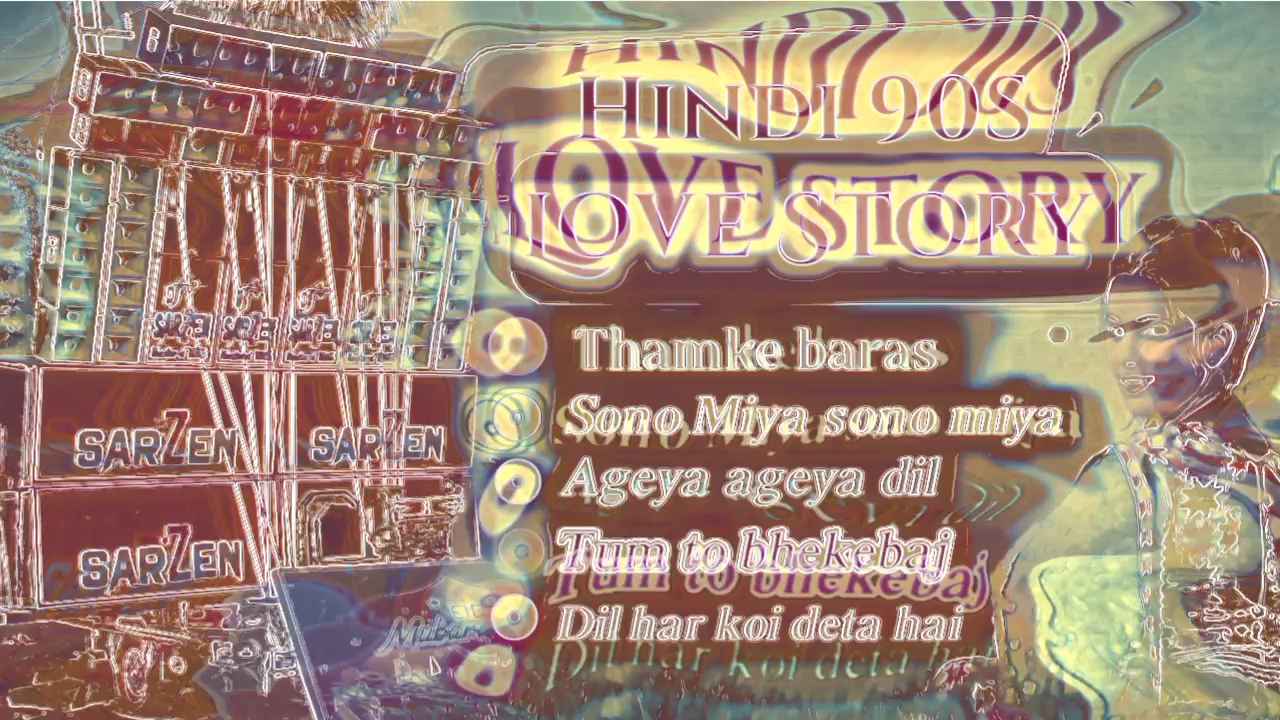 HINDI 90S
LOVE STORY
Thamke baras
Sono Miya sono miya
Ageya ageya dil
Tum to bhekebaj
Dil har koi deta hai
SARZEN
SARZEN
SARZEN